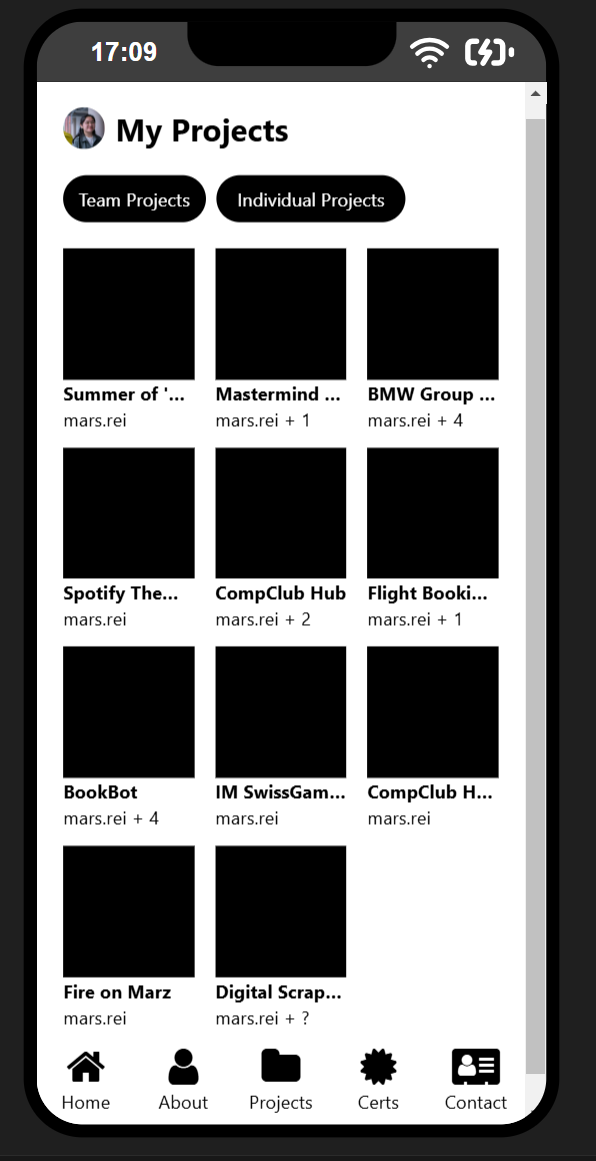 17:09
My Projects
Team Projects Individual Projects
Summer of '... Mastermind ... BMW Group ...
mars.rei mars.rei + 1 mars.rei + 4
Spotify The... CompClub Hub Flight Booki...
mars.rei mars.rei + 2 mars.rei + 1
BookBot IM SwissGam... CompClub H...
mars.rei + 4 mars.rei mars.rei
Fire on Marz Digital Scrap...
mars.rei mars.rei + ?
Home About Projects Certs Contact